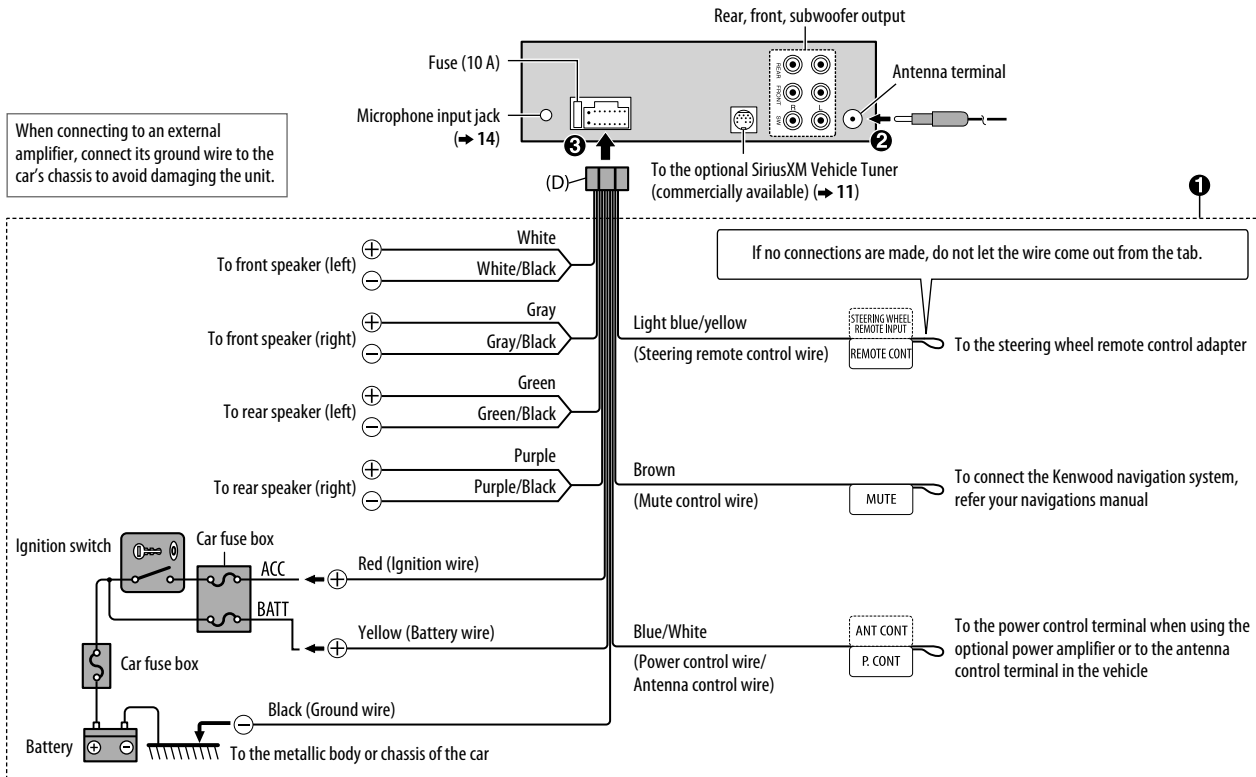 Rear, front, subwoofer output
Fuse (10 A)
Antenna terminal
Microphone input jack
(➔ 14)
REAR
FRONT
SW
R
L
When connecting to an external
amplifier, connect its ground wire to the
car's chassis to avoid damaging the unit.
3
2
(D)
To the optional SiriusXM Vehicle Tuner
(commercially available) (➔ 11)
1
White
To front speaker (left)
White/Black
If no connections are made, do not let the wire come out from the tab.
Gray
To front speaker (right)
Gray/Black
Light blue/yellow
(Steering remote control wire)
STEERING WHEEL
REMOTE INPUT
REMOTE CONT
To the steering wheel remote control adapter
Green
To rear speaker (left)
Green/Black
Purple
To rear speaker (right)
Purple/Black
Brown
(Mute control wire)
MUTE
To connect the Kenwood navigation system,
refer your navigations manual
Ignition switch
Car fuse box
ACC
Red (Ignition wire)
BATT
Yellow (Battery wire)
Car fuse box
Blue/White
(Power control wire/
Antenna control wire)
ANT CONT
P. CONT
To the power control terminal when using the
optional power amplifier or to the antenna
control terminal in the vehicle
Black (Ground wire)
Battery
To the metallic body or chassis of the car